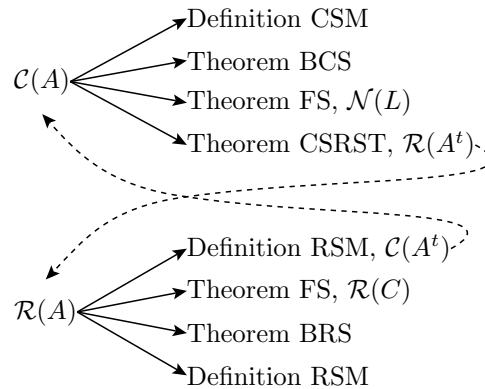 Definition CSM
Theorem BCS
𝒞(A)
Theorem FS, 𝒩(L)
Theorem CSRST, ℛ(Aᵗ)
Definition RSM, 𝒞(Aᵗ)
Theorem FS, ℛ(C)
ℛ(A)
Theorem BRS
Definition RSM